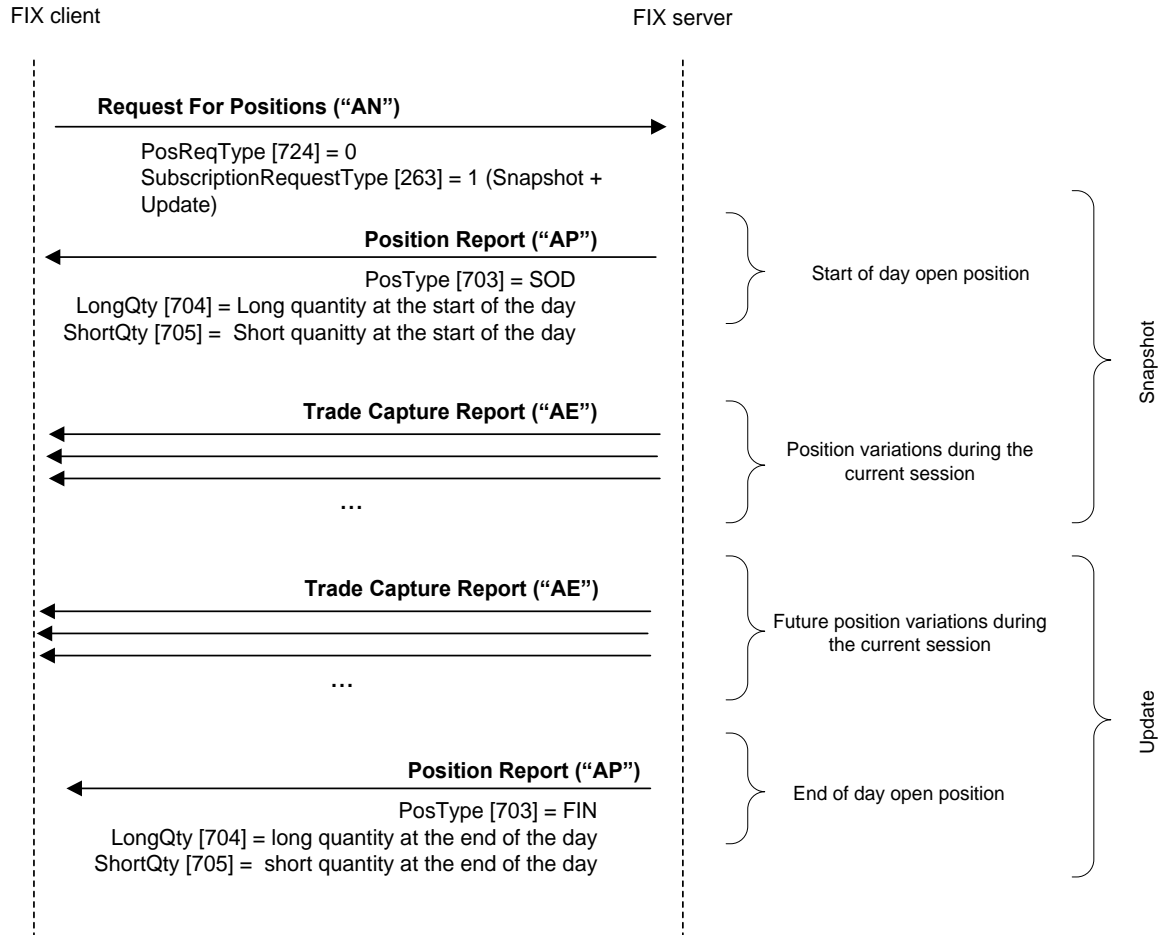 FIX client
FIX server
Request For Positions (“AN”)
PosReqType [724] = 0
SubscriptionRequestType [263] = 1 (Snapshot +
Update)
Position Report (“AP”)
PosType [703] = SOD
LongQty [704] = Long quantity at the start of the day
ShortQty [705] = Short quanitty at the start of the day
Start of day open position
Snapshot
Trade Capture Report (“AE”)
...
Position variations during the
current session
Trade Capture Report (“AE”)
...
Future position variations during
the current session
Update
Position Report (“AP”)
PosType [703] = FIN
LongQty [704] = long quantity at the end of the day
ShortQty [705] = short quantity at the end of the day
End of day open position